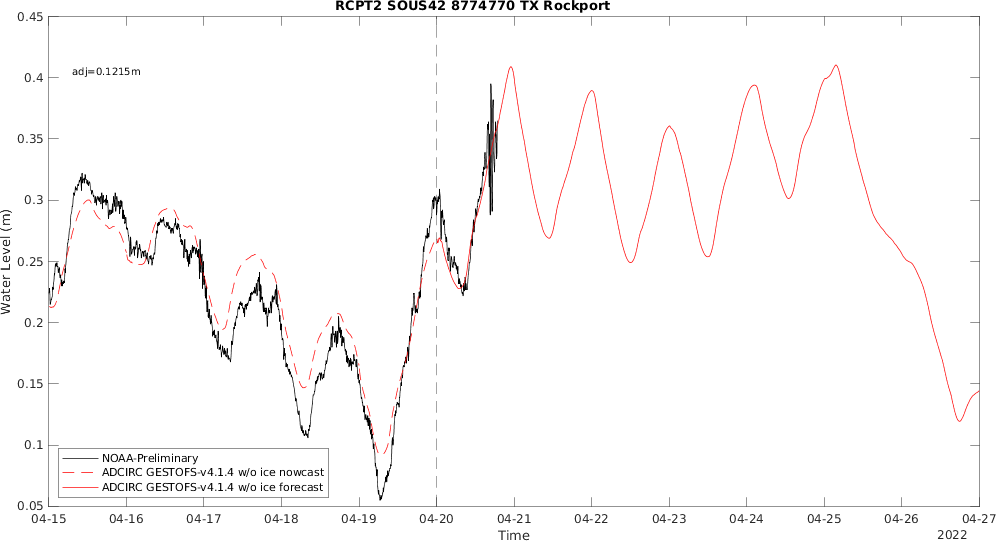 RCPT2 SOUS42 8774770 TX Rockport
0.45
0.4
0.35
0.3
0.25
0.2
0.15
0.1
0.05
Water Level (m)
adj=0.1215m
NOAA-Preliminary
ADCIRC GESTOFS-v4.1.4 w/o ice nowcast
ADCIRC GESTOFS-v4.1.4 w/o ice forecast
04-15 04-16 04-17 04-18 04-19 04-20 04-21 04-22 04-23 04-24 04-25 04-26 04-27
Time
2022